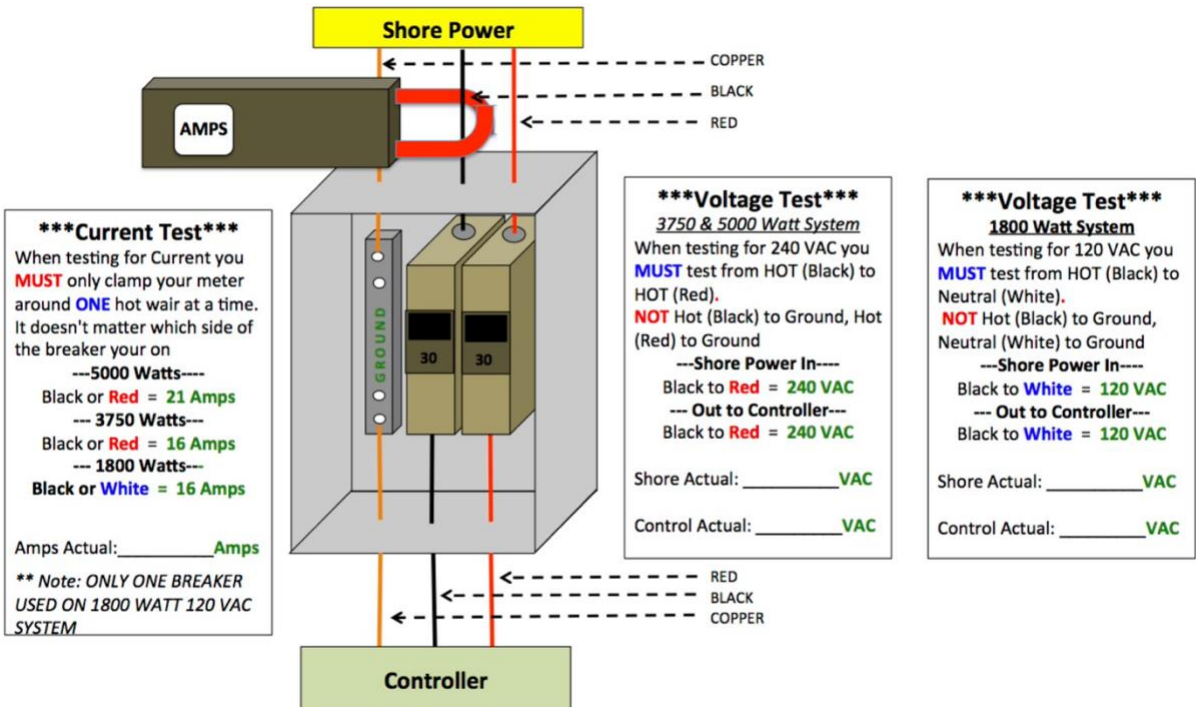 Shore Power
COPPER
BLACK
RED
AMPS
***Current Test***
When testing for Current you
MUST only clamp your meter
around ONE hot wair at a time.
It doesn't matter which side of
the breaker your on
---5000 Watts----
Black or Red = 21 Amps
--- 3750 Watts---
Black or Red = 16 Amps
--- 1800 Watts---
Black or White = 16 Amps
Amps Actual:__________Amps
** Note: ONLY ONE BREAKER
USED ON 1800 WATT 120 VAC
SYSTEM
GROUND
30
30
***Voltage Test***
3750 & 5000 Watt System
When testing for 240 VAC you
MUST test from HOT (Black) to
HOT (Red).
NOT Hot (Black) to Ground, Hot
(Red) to Ground
---Shore Power In----
Black to Red = 240 VAC
--- Out to Controller---
Black to Red = 240 VAC
Shore Actual: __________VAC
Control Actual: __________VAC
***Voltage Test***
1800 Watt System
When testing for 120 VAC you
MUST test from HOT (Black) to
Neutral (White).
NOT Hot (Black) to Ground,
Neutral (White) to Ground
---Shore Power In----
Black to White = 120 VAC
--- Out to Controller---
Black to White = 120 VAC
Shore Actual: __________VAC
Control Actual: __________VAC
RED
BLACK
COPPER
Controller